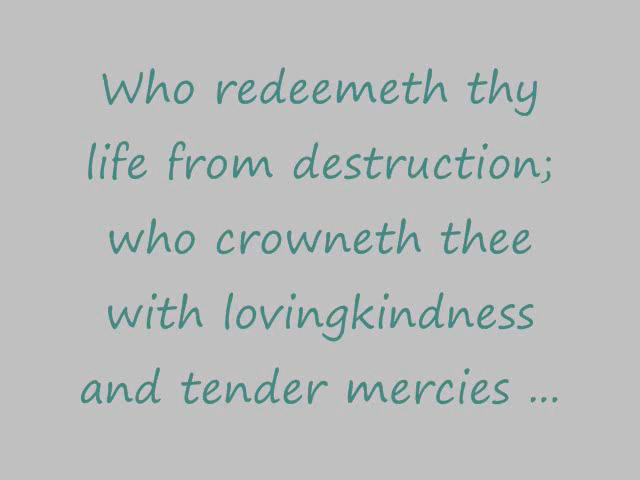 Who redeemeth thy
life from destruction;
who crowneth thee
with lovingkindness
and tender mercies ...